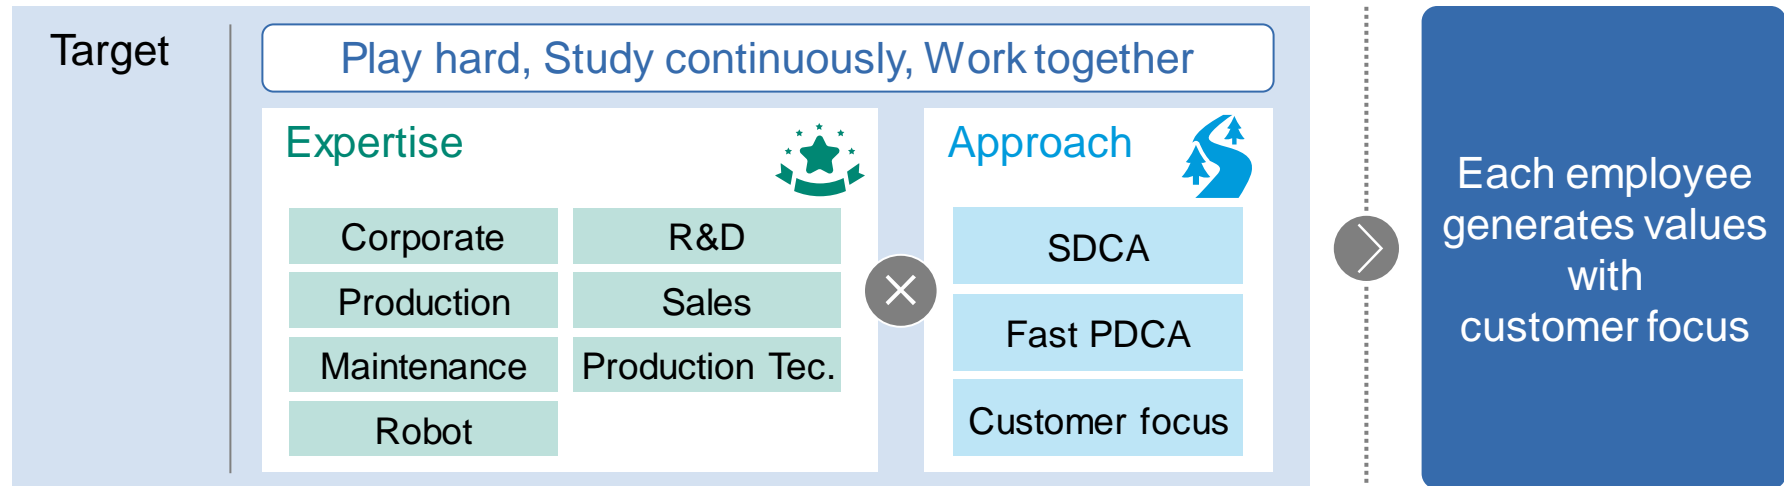 Target
Play hard, Study continuously, Work together
Expertise
Corporate
R&D
Production
Sales
Maintenance
Production Tec.
Robot
Approach
SDCA
Fast PDCA
Customer focus
Each employee
generates values
with
customer focus